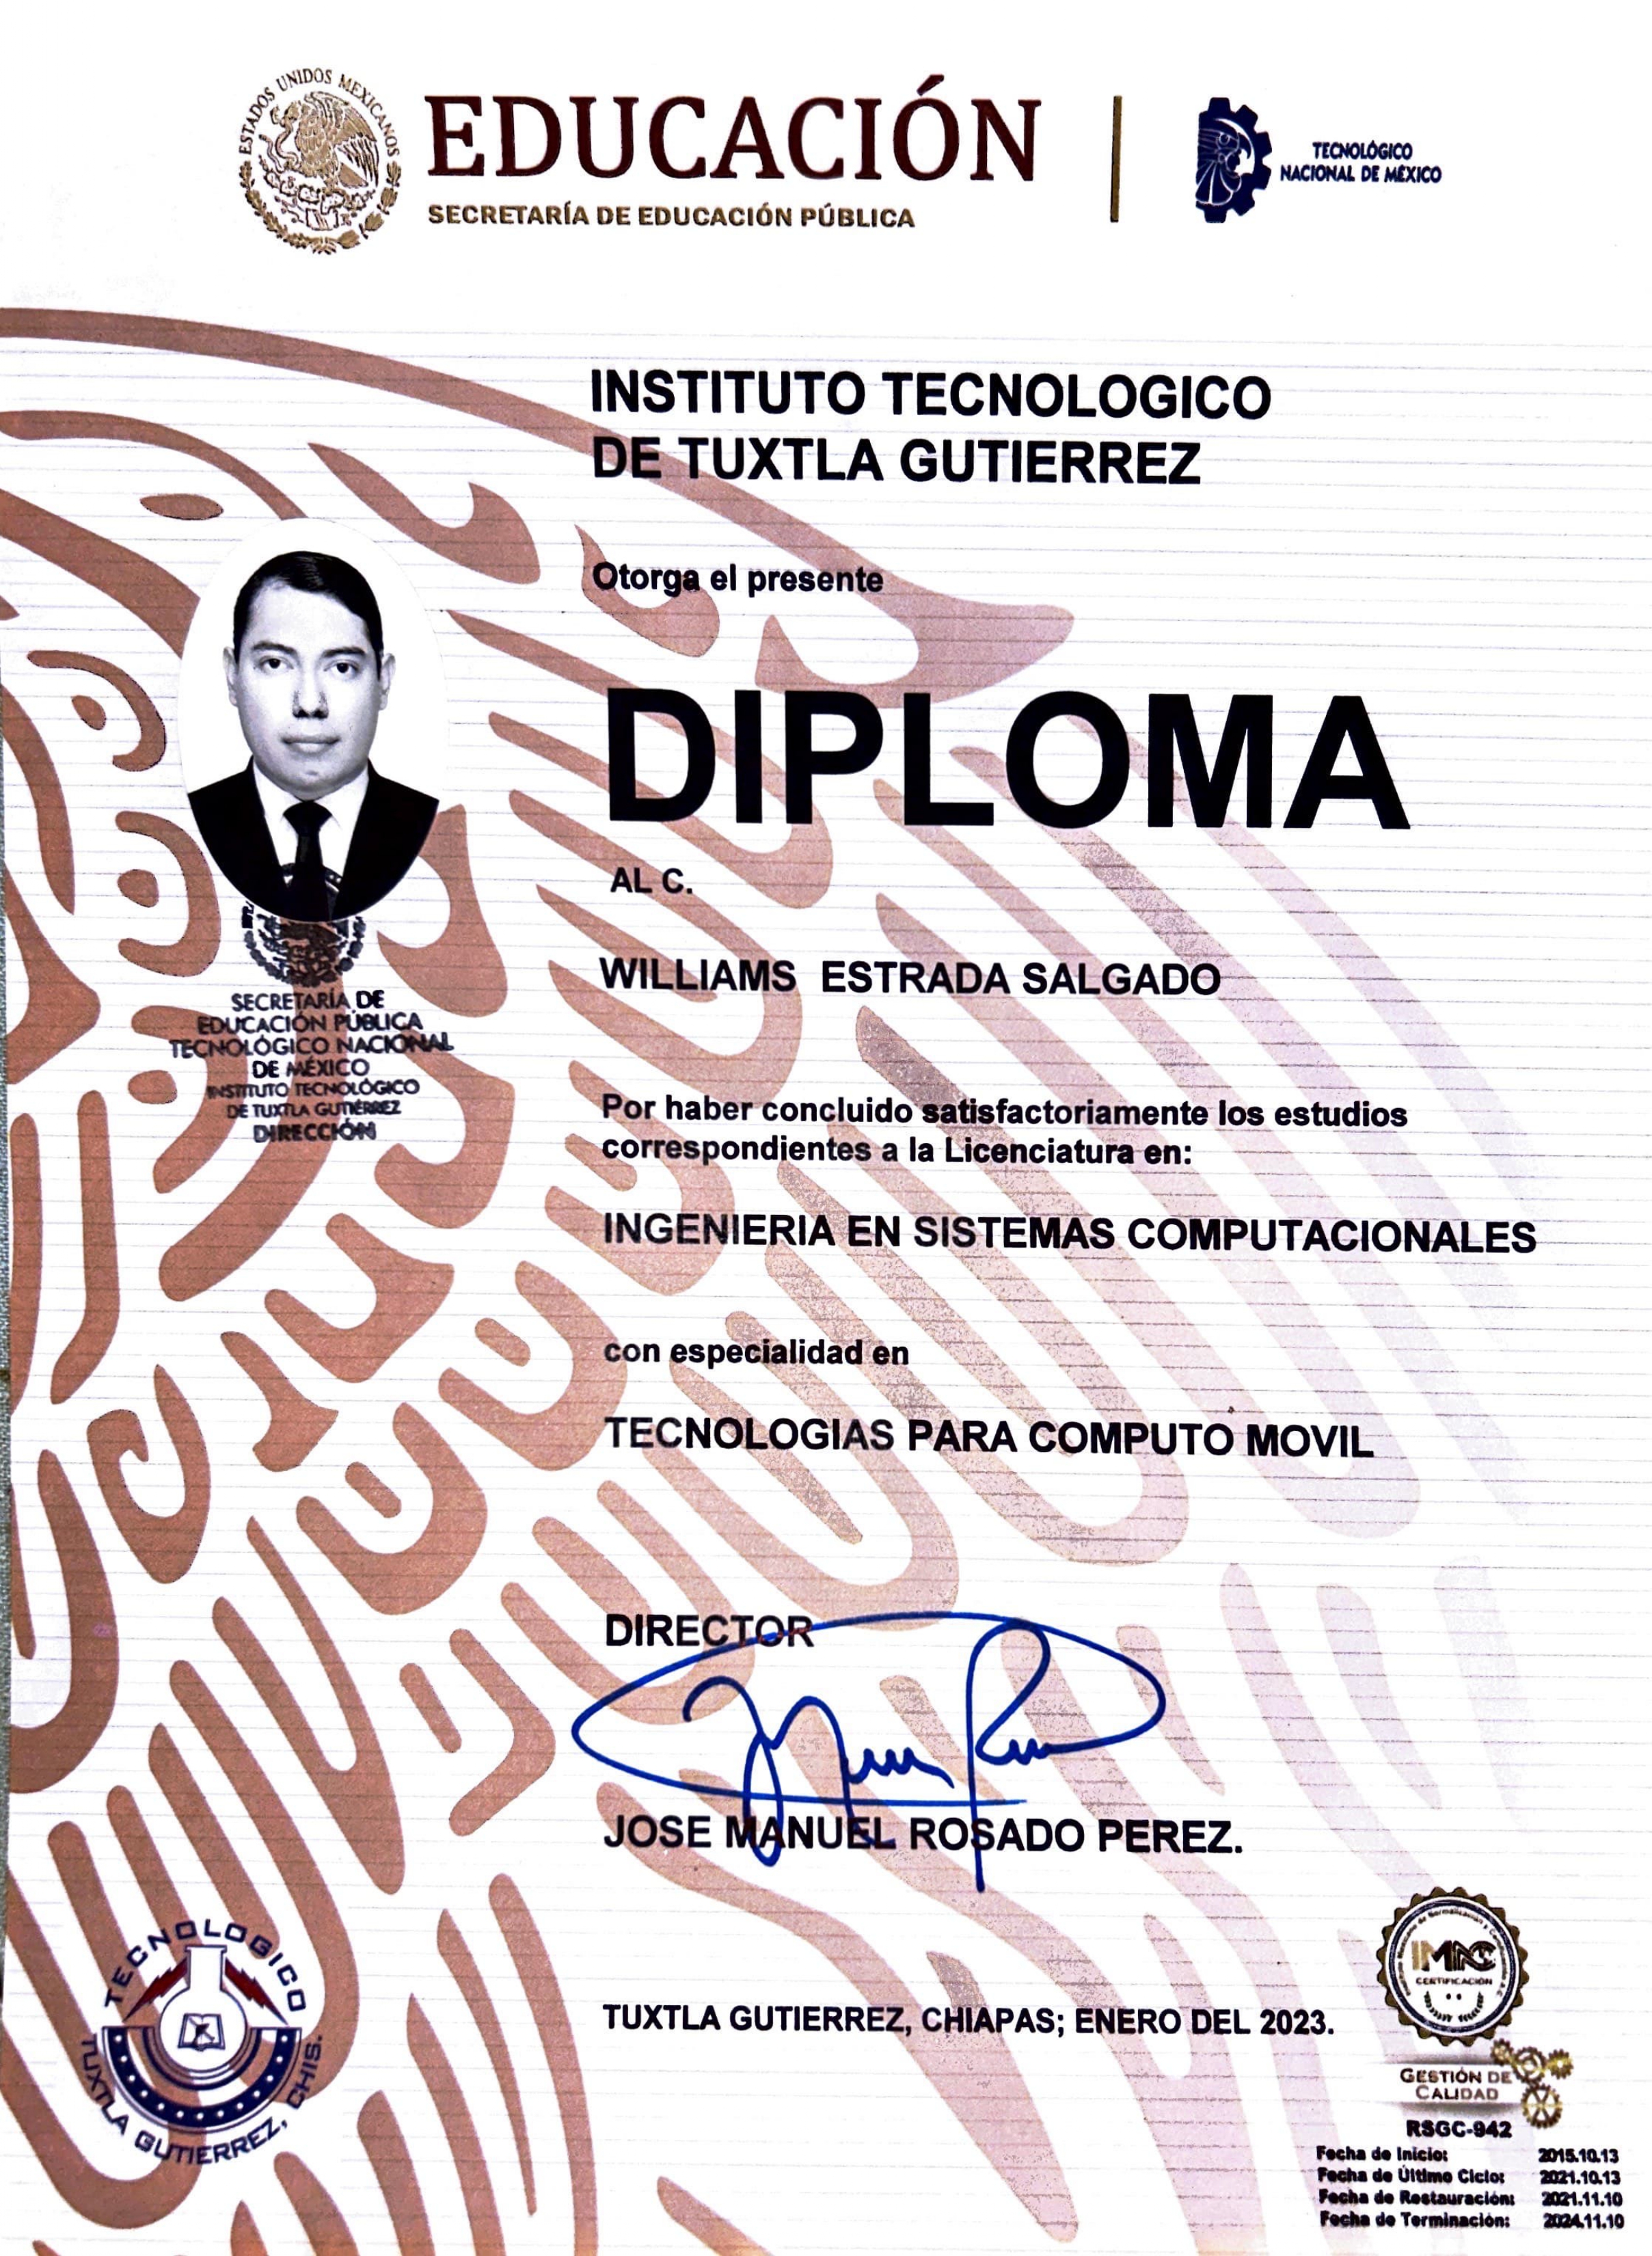 ESTADOS UNIDOS MEXICANOS
EDUCACIÓN
SECRETARÍA DE EDUCACIÓN PÚBLICA
TECNOLÓGICO
NACIONAL DE MÉXICO
INSTITUTO TECNOLOGICO
DE TUXTLA GUTIERREZ
Otorga el presente
DIPLOMA
AL C.
WILLIAMS ESTRADA SALGADO
SECRETARÍA DE
EDUCACIÓN PÚBLICA
TECNOLÓGICO NACIONAL
DE MÉXICO
INSTITUTO TECNOLÓGICO
DE TUXTLA GUTIÉRREZ
DIRECCIÓN
Por haber concluido satisfactoriamente los estudios
correspondientes a la Licenciatura en:
INGENIERIA EN SISTEMAS COMPUTACIONALES
con especialidad en
TECNOLOGIAS PARA COMPUTO MOVIL
DIRECTOR
JOSE MANUEL ROSADO PEREZ.
TECNOLOGICO
TUXTLA GUTIERREZ, CHIS.
TUXTLA GUTIERREZ, CHIAPAS; ENERO DEL 2023.
IMNC
CERTIFICACIÓN
GESTIÓN DE
CALIDAD
RSGC-942
Fecha de Inicio: 2015.10.13
Fecha de Último Ciclo: 2021.10.13
Fecha de Restauración: 2021.11.10
Fecha de Terminación: 2024.11.10